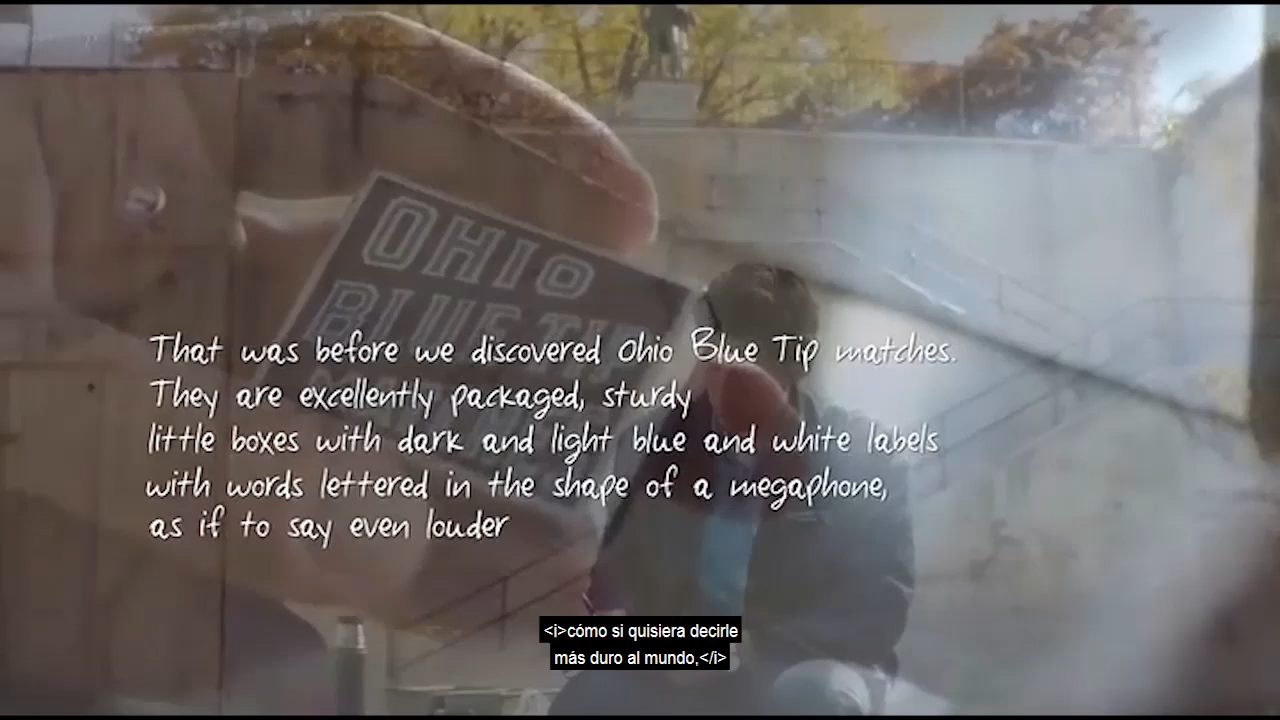 OHIO
BLUE TIP
That was before we discovered Ohio Blue Tip matches.
They are excellently packaged, sturdy
little boxes with dark and light blue and white labels
with words lettered in the shape of a megaphone,
as if to say even louder
<i>cómo si quisiera decirle
más duro al mundo,</i>